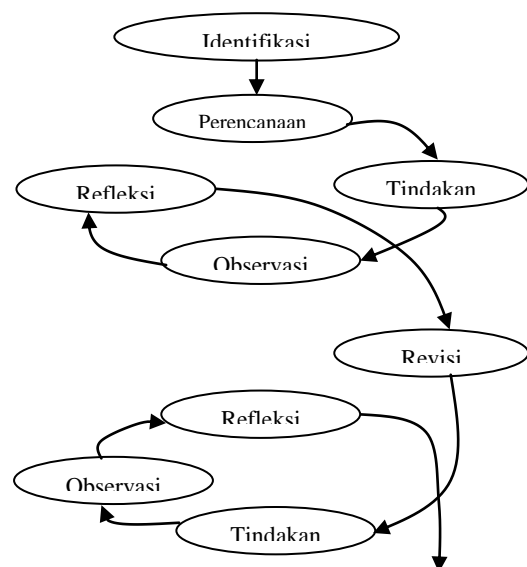 Identifikasi
Perencanaan
Tindakan
Refleksi
Observasi
Revisi
Refleksi
Observasi
Tindakan